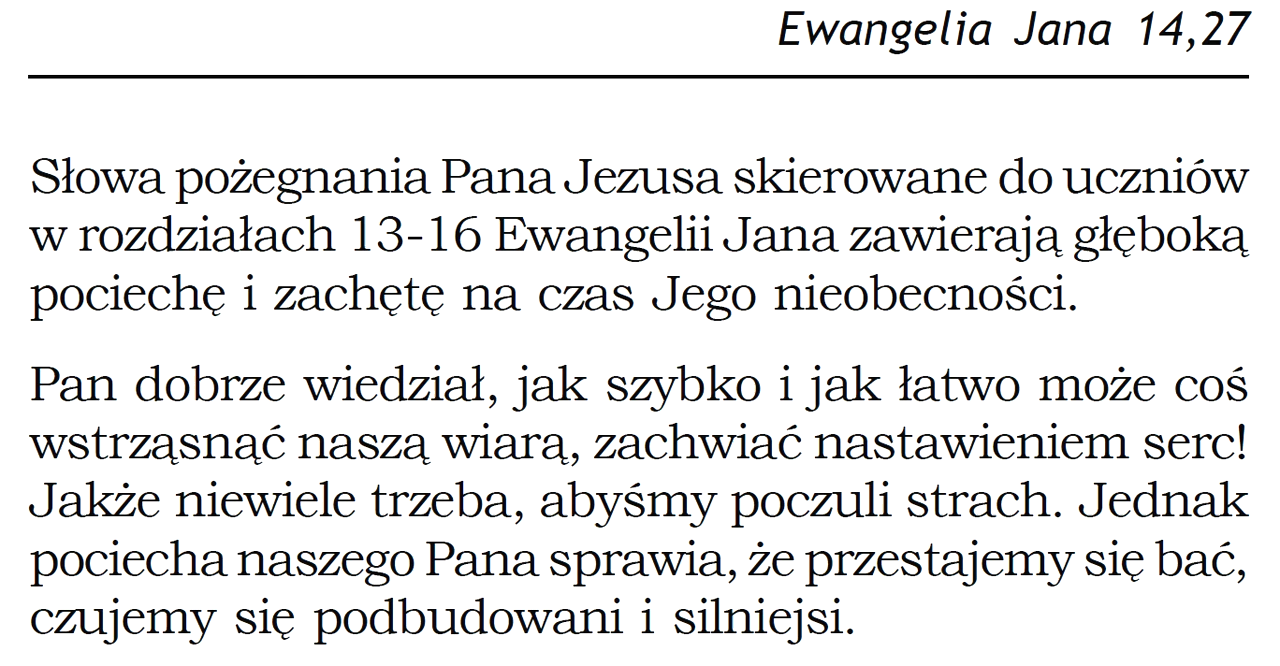 Ewangelia Jana 14,27
Słowa pożegnania Pana Jezusa skierowane do uczniów
w rozdziałach 13-16 Ewangelii Jana zawierają głęboką
pociechę i zachętę na czas Jego nieobecności.
Pan dobrze wiedział, jak szybko i jak łatwo może coś
wstrząsnąć naszą wiarą, zachwiać nastawieniem serc!
Jakże niewiele trzeba, abyśmy poczuli strach. Jednak
pociecha naszego Pana sprawia, że przestajemy się bać,
czujemy się podbudowani i silniejsi.